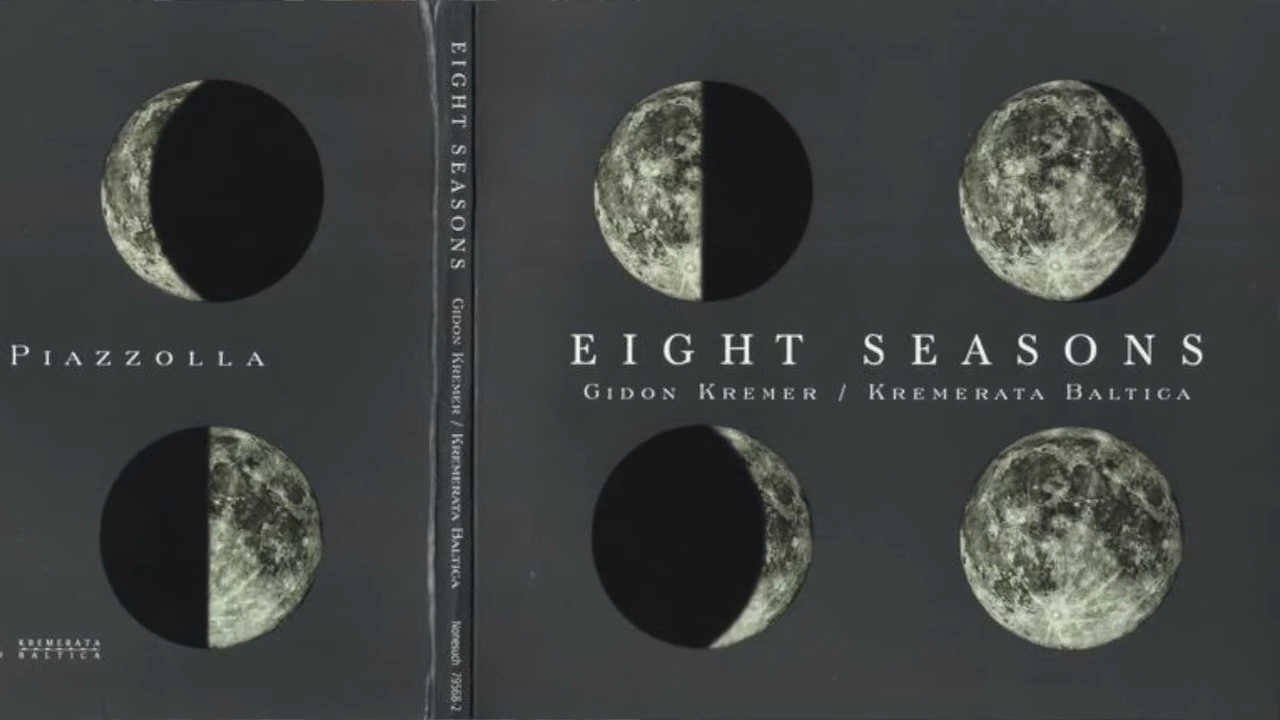 PIAZZOLLA
KREMERATA
BALTICA
EIGHT SEASONS GIDON KREMER / KREMERATA BALTICA Nonesuch 79568-2
EIGHT SEASONS
GIDON KREMER / KREMERATA BALTICA